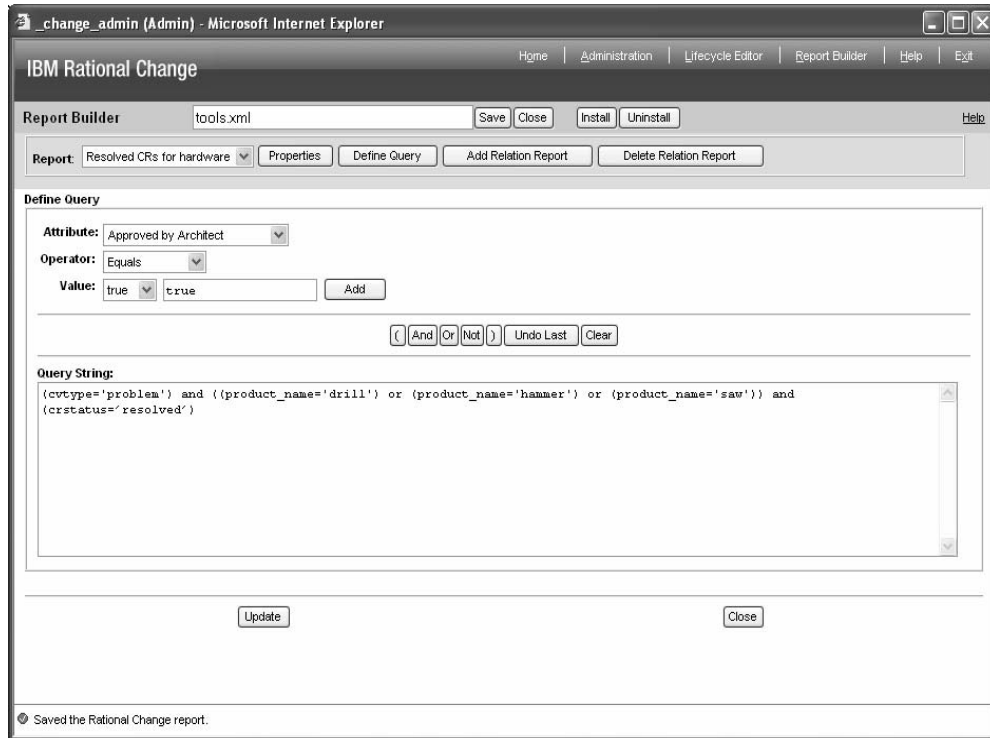 _change_admin (Admin) - Microsoft Internet Explorer
Home | Administration | Lifecycle Editor | Report Builder | Help | Exit
IBM Rational Change
Report Builder tools.xml Save Close Install Uninstall Help
Report: Resolved CRs for hardware Properties Define Query Add Relation Report Delete Relation Report
Define Query
Attribute: Approved by Architect
Operator: Equals
Value: true true Add
( And Or Not ) Undo Last Clear
Query String:
(cvtype='problem') and ((product_name='drill') or (product_name='hammer') or (product_name='saw')) and
(crstatus='resolved')
Update Close
Saved the Rational Change report.